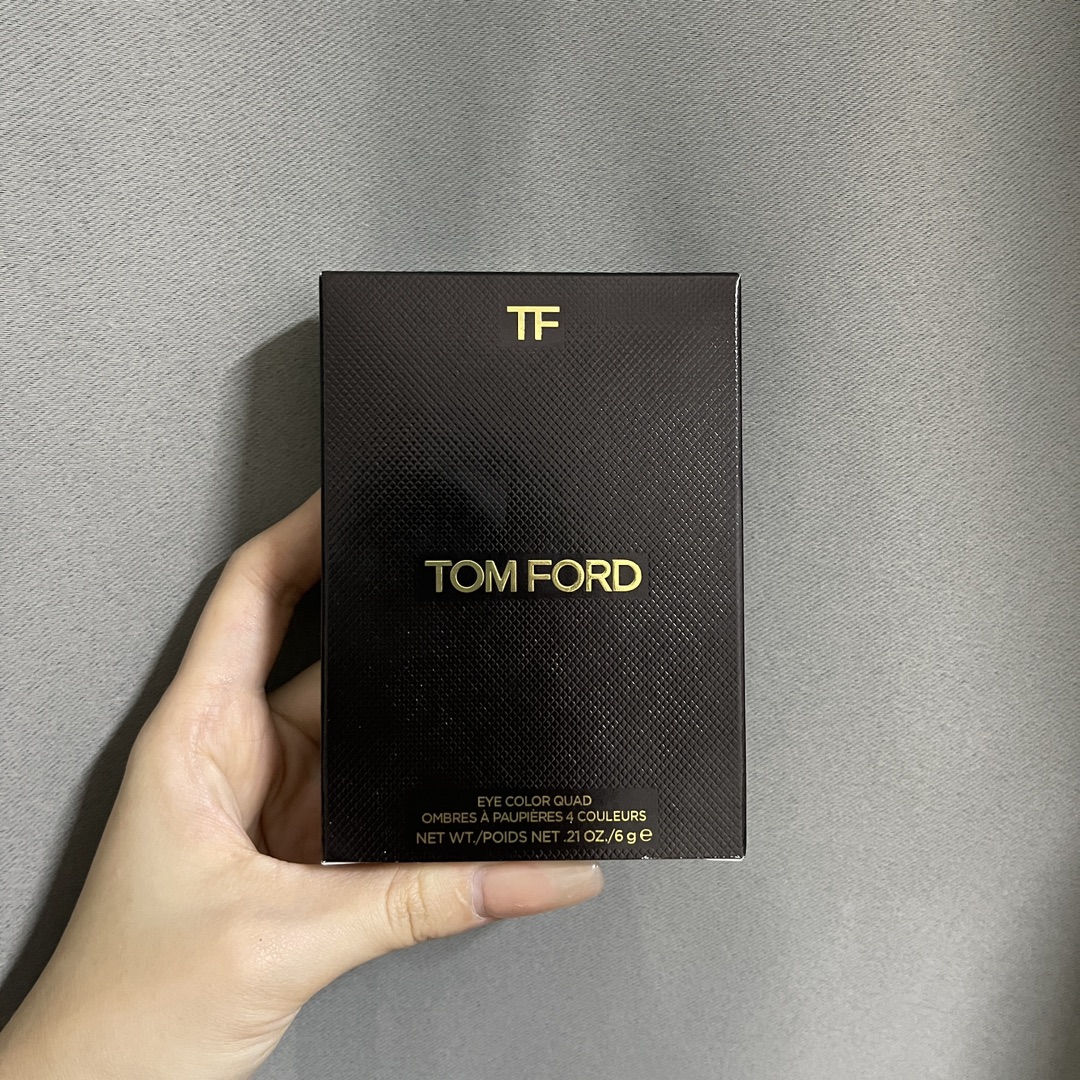 TF
TOM FORD
EYE COLOR QUAD
OMBRES À PAUPIÈRES 4 COULEURS
NET WT./POIDS NET .21 OZ./6 g ℮